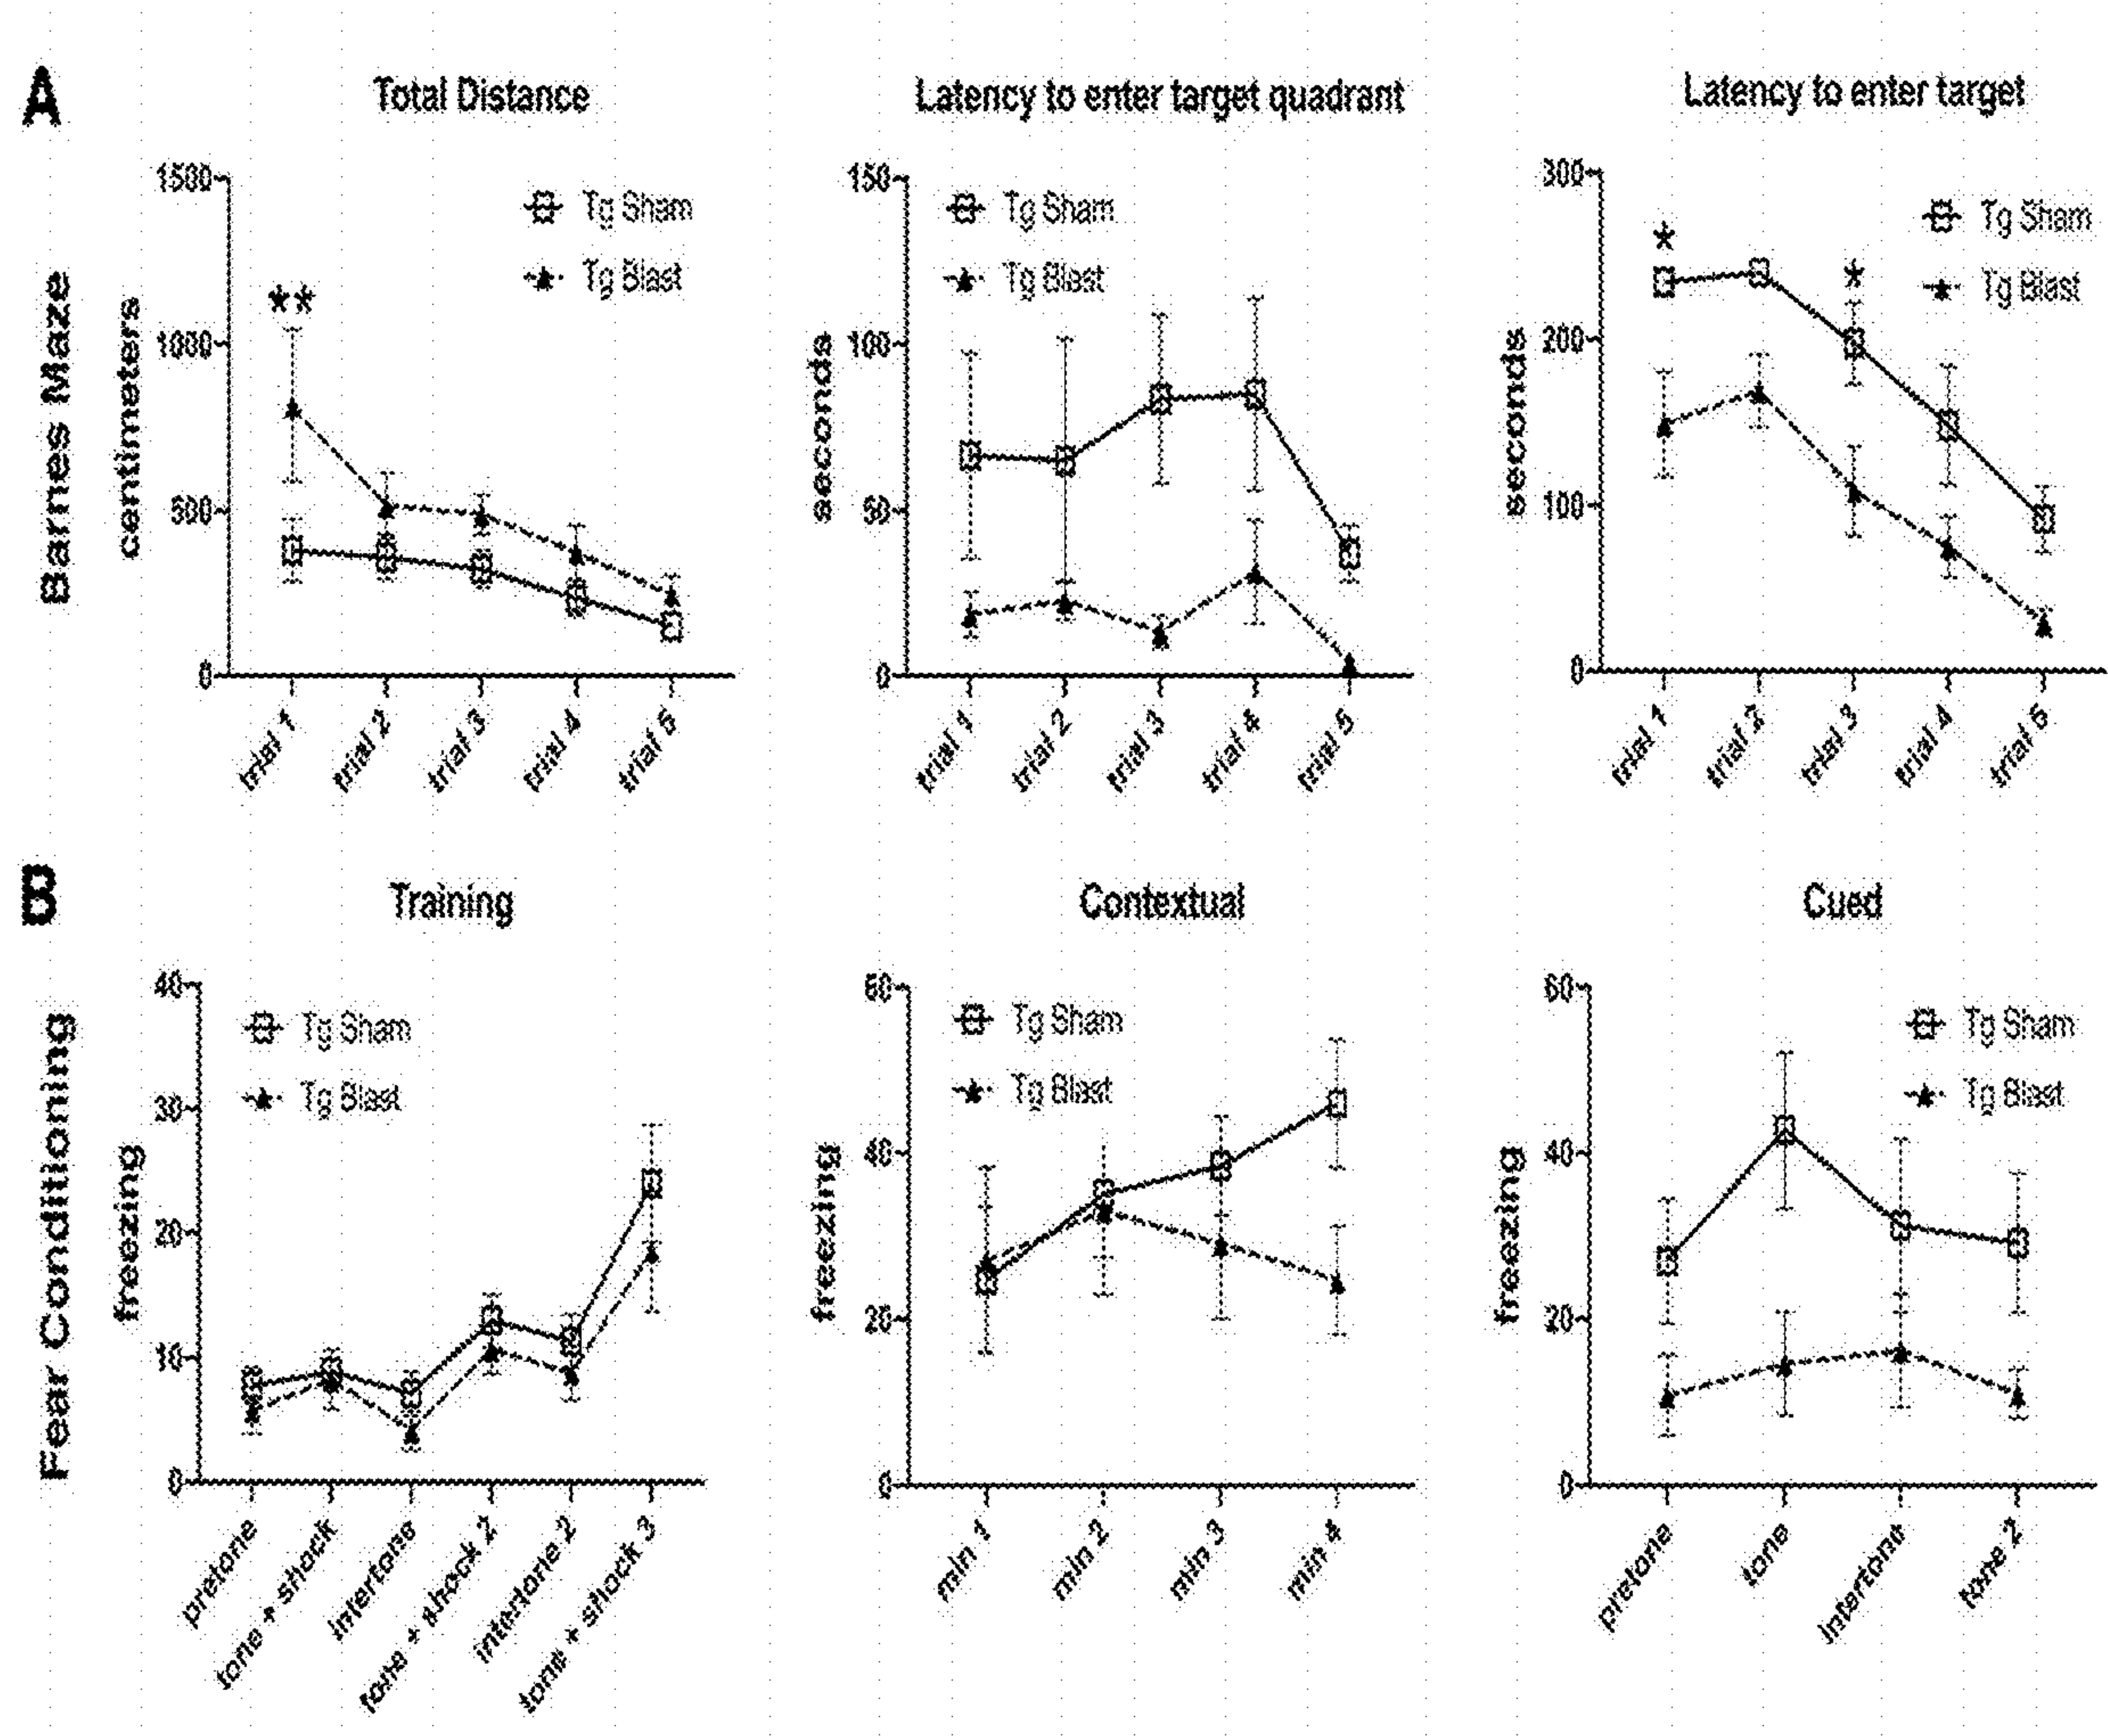 A
Total Distance
Latency to enter target quadrant
Latency to enter target
Barnes Maze
centimeters
1500
1000
500
0
Tg Sham
Tg Blast
**
trial 1
trial 2
trial 3
trial 4
trial 5
seconds
150
100
50
0
Tg Sham
Tg Blast
trial 1
trial 2
trial 3
trial 4
trial 5
seconds
300
200
100
0
Tg Sham
Tg Blast
*
*
trial 1
trial 2
trial 3
trial 4
trial 5
B
Training
Contextual
Cued
Fear Conditioning
freezing
40
30
20
10
0
Tg Sham
Tg Blast
pretone
tone + shock
intertone
tone + shock 2
intertone 2
tone + shock 3
freezing
60
40
20
0
Tg Sham
Tg Blast
min 1
min 2
min 3
min 4
freezing
60
40
20
0
Tg Sham
Tg Blast
pretone
tone
intertone
tone 2